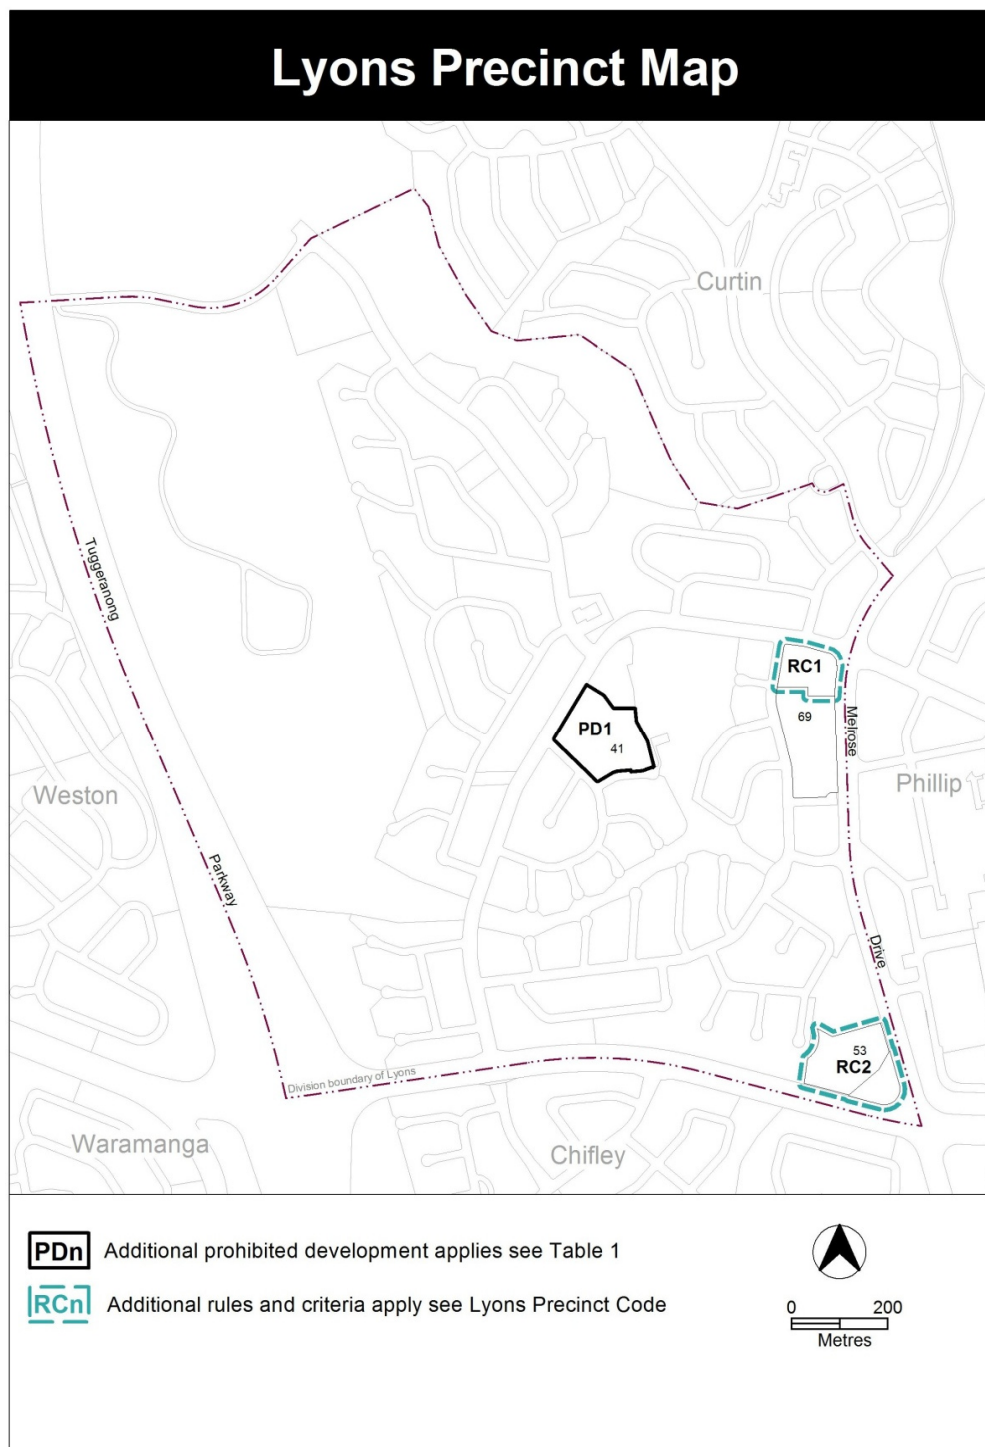 Lyons Precinct Map
Curtin
Tuggeranong
RC1
69
Melrose
PD1
41
Weston
Phillip
Parkway
Drive
53
RC2
Division boundary of Lyons
Waramanga
Chifley
PDn Additional prohibited development applies see Table 1
RCn Additional rules and criteria apply see Lyons Precinct Code
0 200
Metres